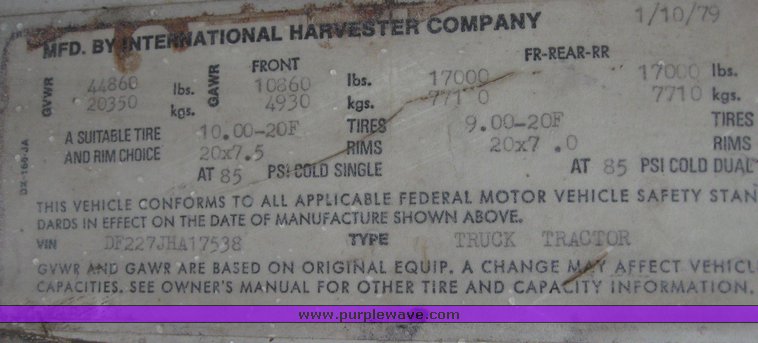 MFD. BY INTERNATIONAL HARVESTER COMPANY 1/10/79
FRONT FR-REAR-RR
GVWR 44860 lbs. GAWR 10860 lbs. 17000 17000 lbs.
20350 kgs. 4930 kgs. 7710 7710 kgs.
A SUITABLE TIRE 10.00-20F TIRES 9.00-20F TIRES
AND RIM CHOICE 20x7.5 RIMS 20x7 .0 RIMS
AT 85 PSI COLD SINGLE AT 85 PSI COLD DUAL
THIS VEHICLE CONFORMS TO ALL APPLICABLE FEDERAL MOTOR VEHICLE SAFETY STAN
DARDS IN EFFECT ON THE DATE OF MANUFACTURE SHOWN ABOVE.
VIN DF227JHA17538 TYPE TRUCK TRACTOR
GVWR AND GAWR ARE BASED ON ORIGINAL EQUIP. A CHANGE MAY AFFECT VEHICL
CAPACITIES. SEE OWNER'S MANUAL FOR OTHER TIRE AND CAPACITY INFORMATION.
www.purplewave.com